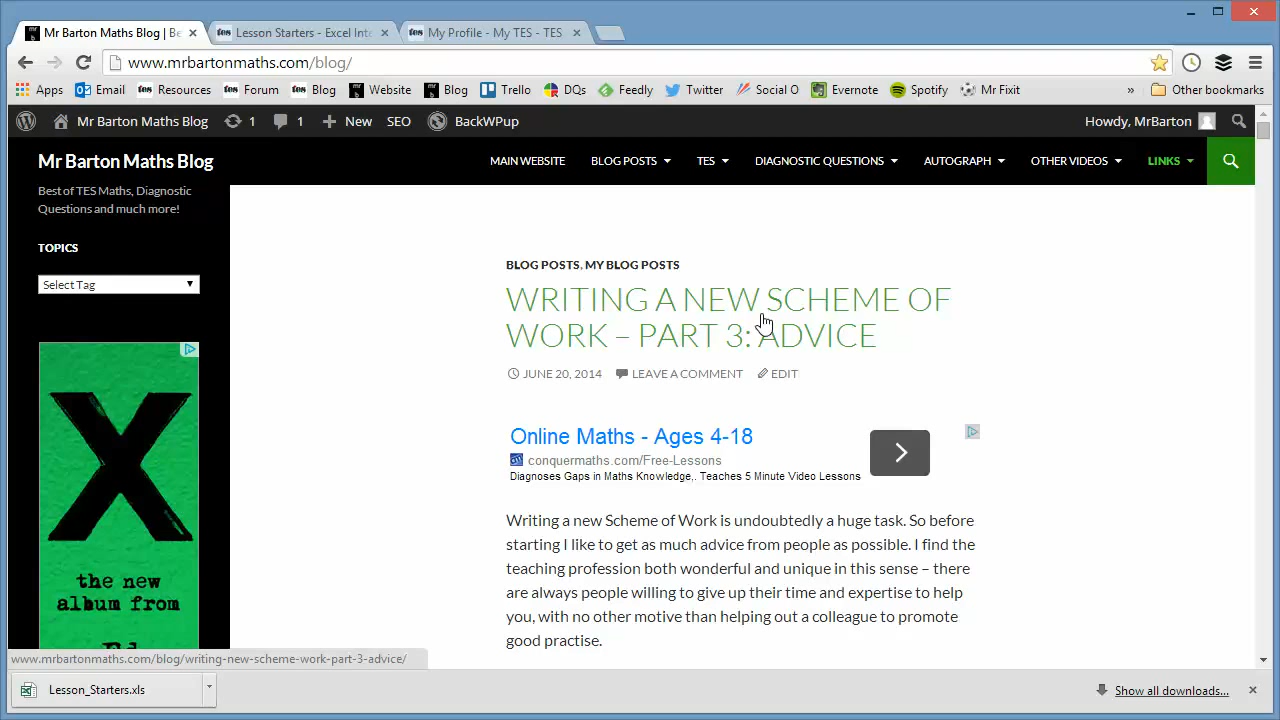 Mr Barton Maths Blog | Be
Lesson Starters - Excel Inte
My Profile - My TES - TES
www.mrbartonmaths.com/blog/
Apps Email tes Resources tes Forum tes Blog Website Blog Trello DQs Feedly Twitter Social O Evernote Spotify Mr Fixit » Other bookmarks
Mr Barton Maths Blog 1 1 + New SEO BackWPup Howdy, MrBarton
Mr Barton Maths Blog
MAIN WEBSITE BLOG POSTS TES DIAGNOSTIC QUESTIONS AUTOGRAPH OTHER VIDEOS LINKS
Best of TES Maths, Diagnostic
Questions and much more!
TOPICS
Select Tag
X
the new
album from
BLOG POSTS, MY BLOG POSTS
WRITING A NEW SCHEME OF
WORK – PART 3: ADVICE
JUNE 20, 2014 LEAVE A COMMENT EDIT
Online Maths - Ages 4-18
conquermaths.com/Free-Lessons
Diagnoses Gaps in Maths Knowledge,. Teaches 5 Minute Video Lessons
Writing a new Scheme of Work is undoubtedly a huge task. So before
starting I like to get as much advice from people as possible. I find the
teaching profession both wonderful and unique in this sense – there
are always people willing to give up their time and expertise to help
you, with no other motive than helping out a colleague to promote
good practise.
www.mrbartonmaths.com/blog/writing-new-scheme-work-part-3-advice/
Lesson_Starters.xls
Show all downloads...